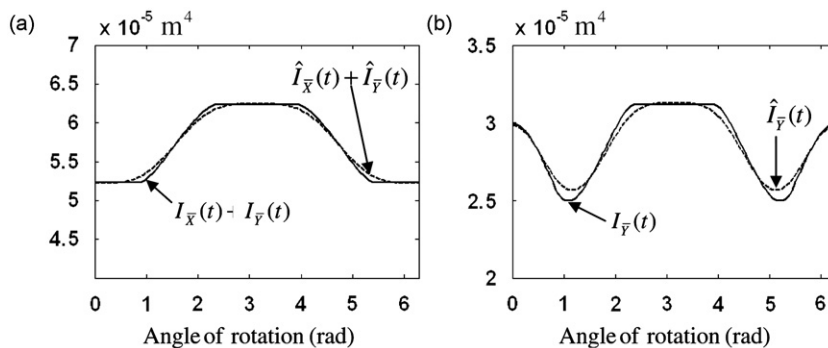 (a)
x 10⁻⁵ m⁴
7
6.5
6
5.5
5
4.5
Î_X̄(t) + Î_Ȳ(t)
I_X̄(t) - I_Ȳ(t)
0 1 2 3 4 5 6
Angle of rotation (rad)
(b)
x 10⁻⁵ m⁴
3.5
3
2.5
2
Î_Ȳ(t)
I_Ȳ(t)
0 1 2 3 4 5 6
Angle of rotation (rad)